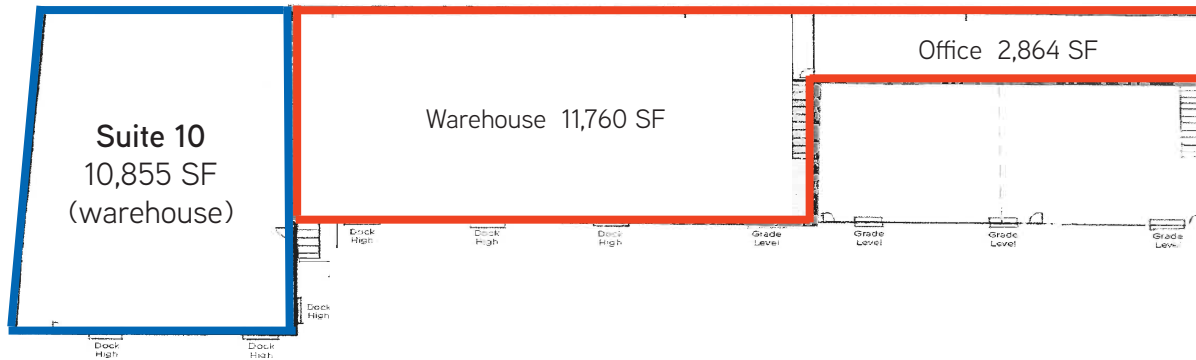 Office 2,864 SF
Warehouse 11,760 SF
Suite 10
10,855 SF
(warehouse)
Dock
High
Dock
High
Dock
High
Grade
Level
Grade
Level
Grade
Level
Grade
Level
Dock
High
Dock
High
Dock
High